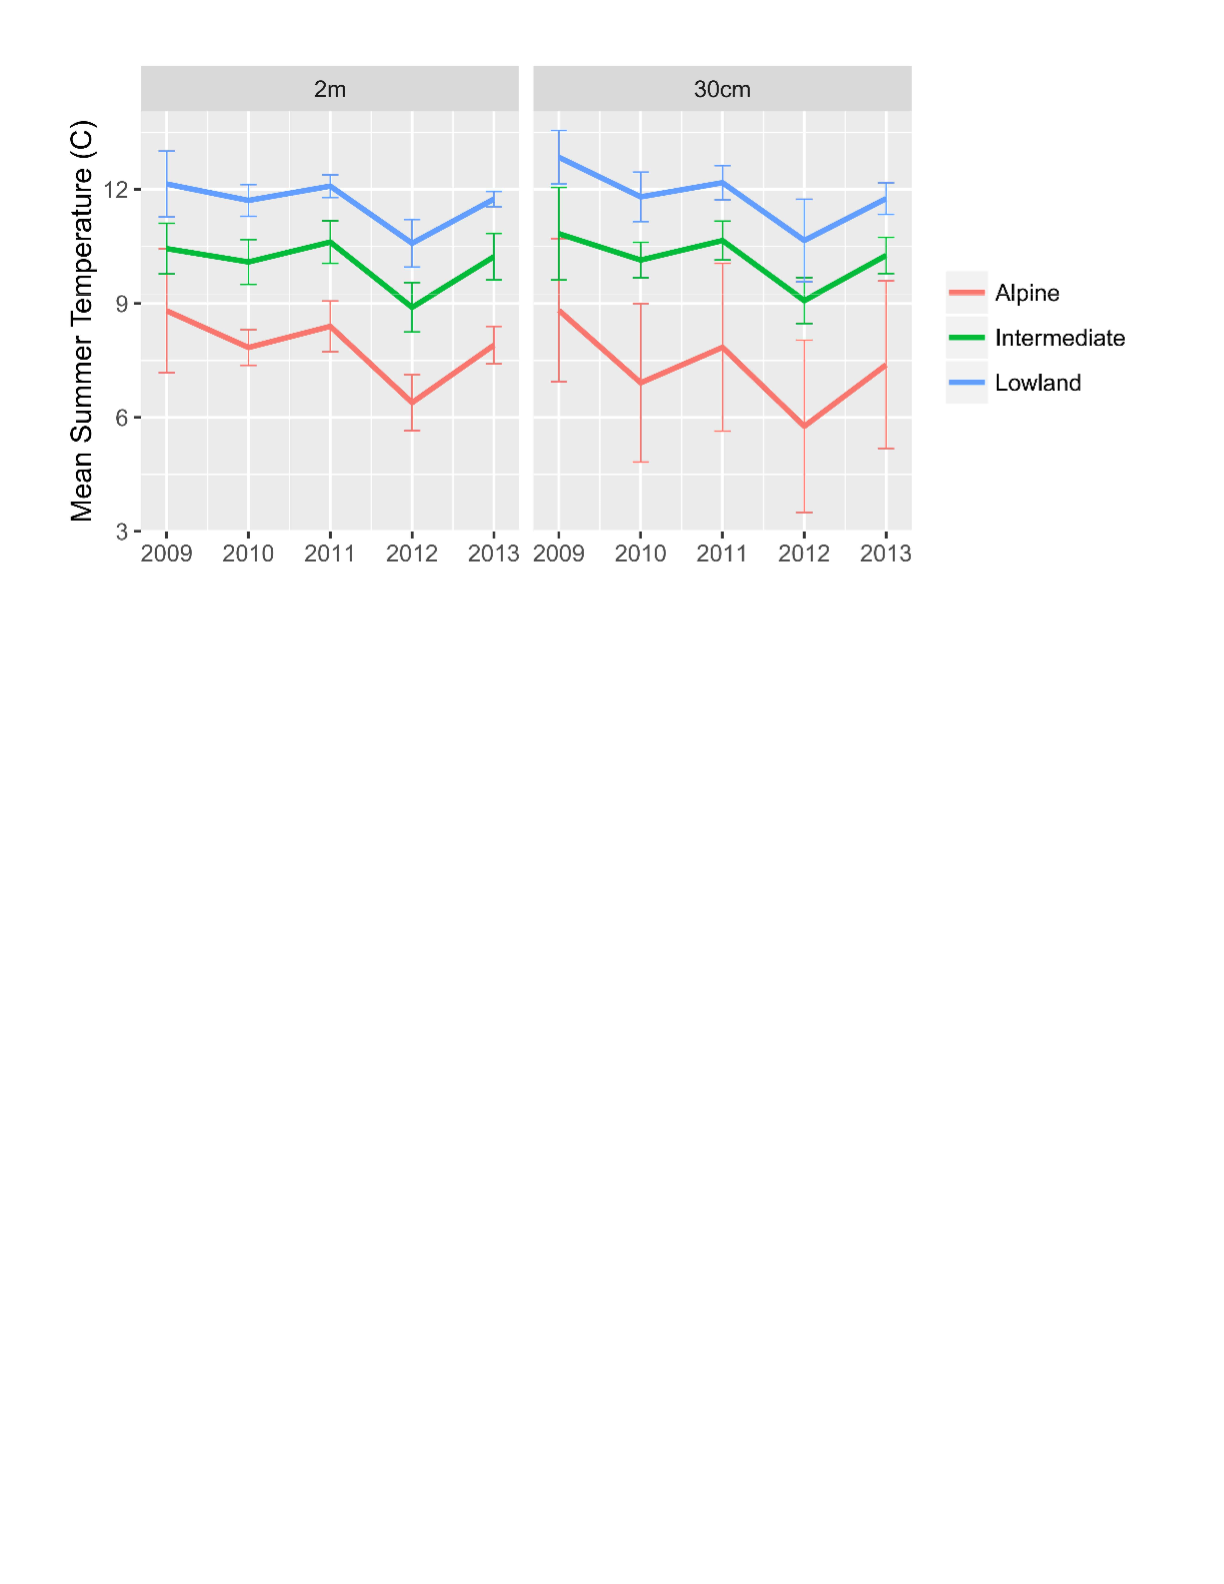 2m
30cm
Mean Summer Temperature (C)
12
9
6
3
2009 2010 2011 2012 2013
2009 2010 2011 2012 2013
Alpine
Intermediate
Lowland